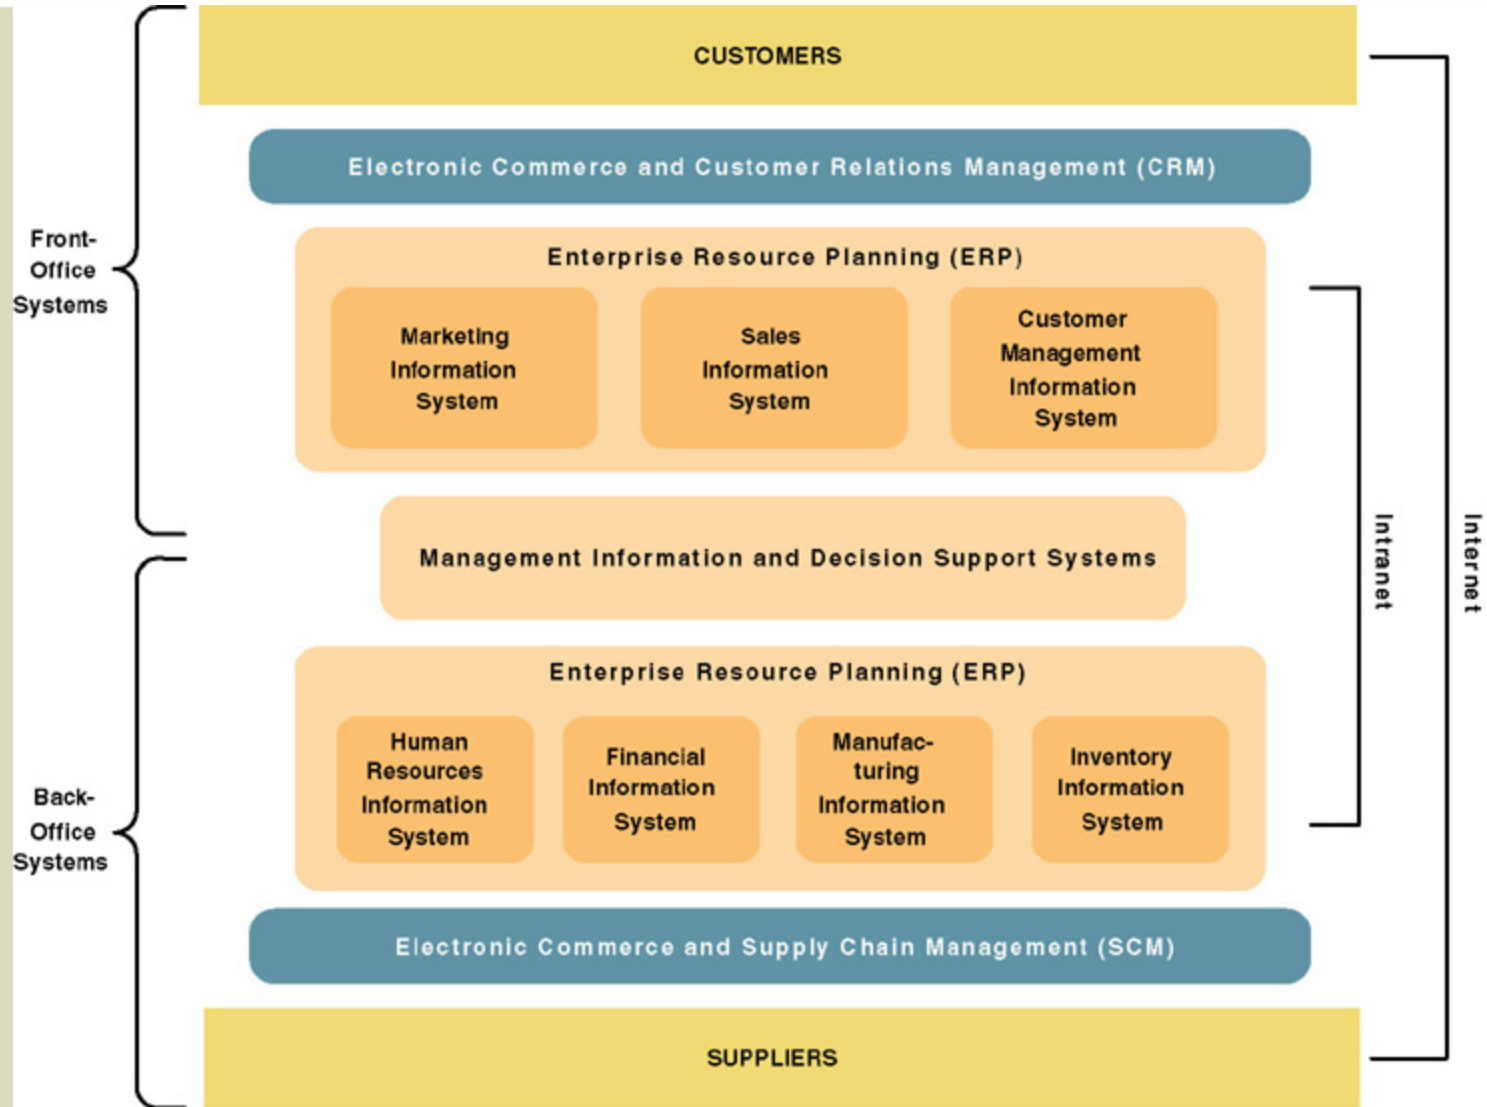 CUSTOMERS
Electronic Commerce and Customer Relations Management (CRM)
Front-
Office
Systems
Enterprise Resource Planning (ERP)
Marketing
Information
System
Sales
Information
System
Customer
Management
Information
System
Management Information and Decision Support Systems
Intranet
Internet
Back-
Office
Systems
Enterprise Resource Planning (ERP)
Human
Resources
Information
System
Financial
Information
System
Manufac-
turing
Information
System
Inventory
Information
System
Electronic Commerce and Supply Chain Management (SCM)
SUPPLIERS